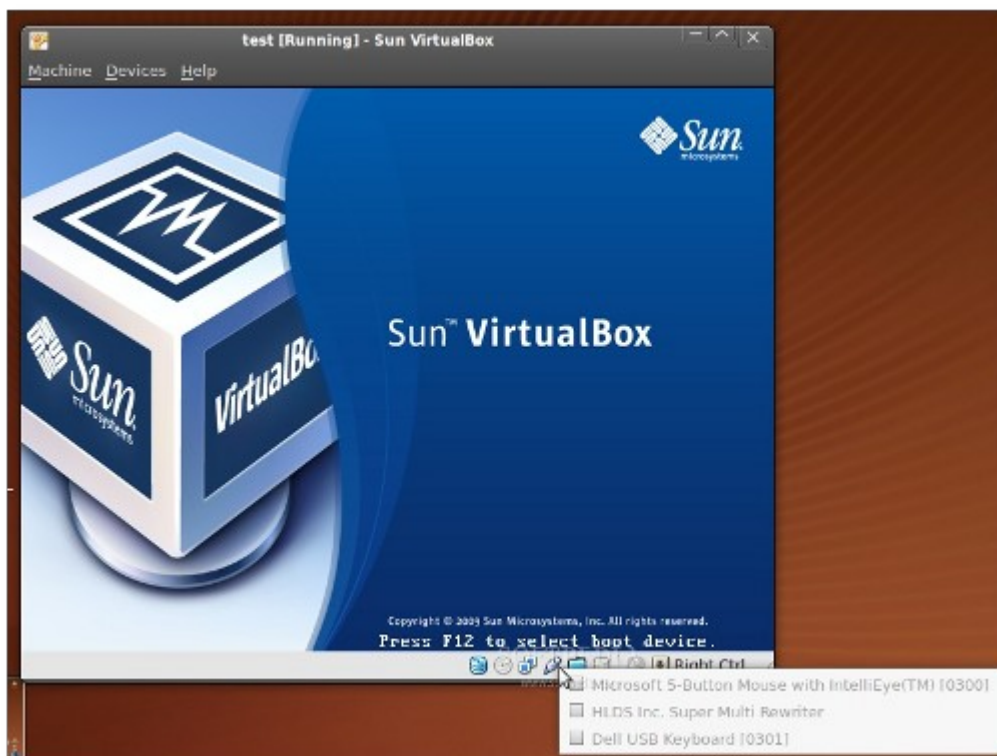 test [Running] - Sun VirtualBox
Machine Devices Help
Sun
microsystems
Sun™ VirtualBox
Sun
microsystems
Copyright © 2009 Sun Microsystems, Inc. All rights reserved.
Press F12 to select boot device.
Right Ctrl
Microsoft 5-Button Mouse with IntelliEye(TM) [0300]
HLDS Inc. Super Multi Rewriter
Dell USB Keyboard [0301]